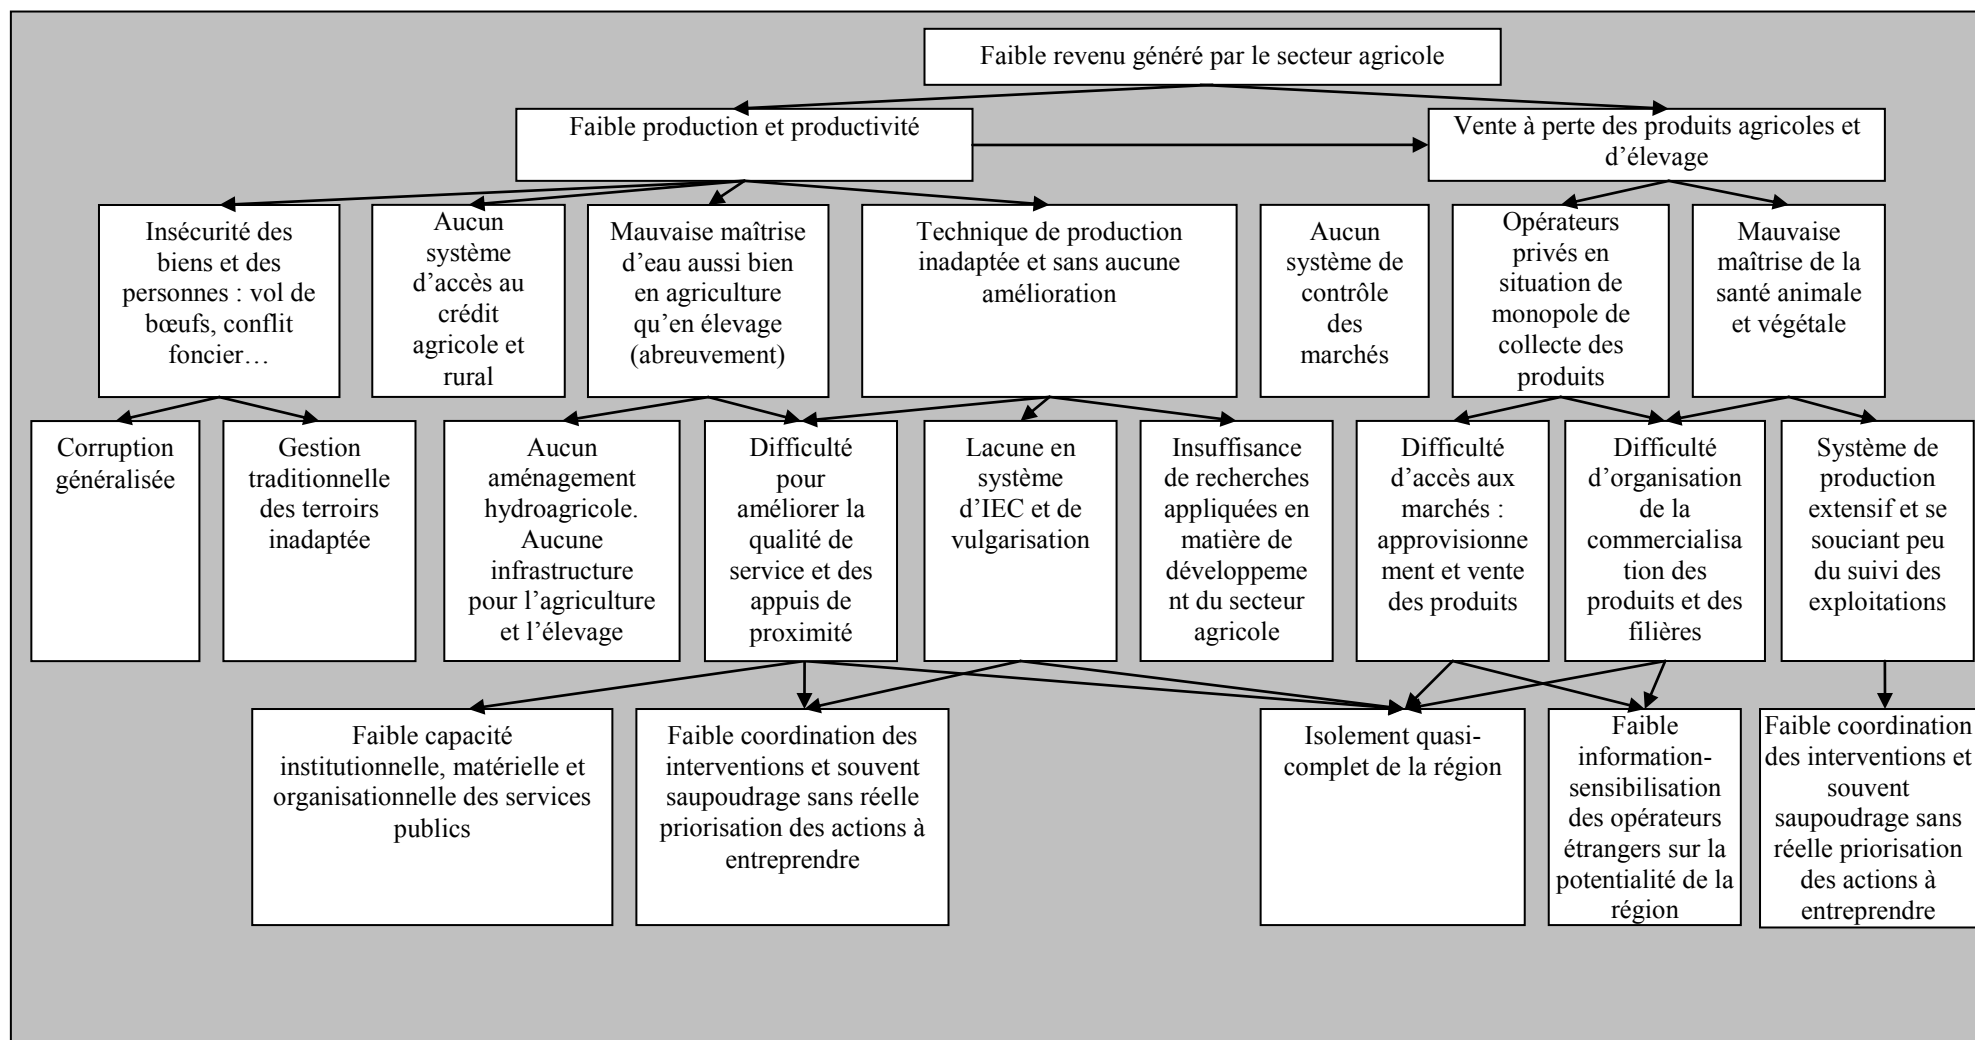 Faible revenu généré par le secteur agricole
Faible production et productivité
Vente à perte des produits agricoles et
d’élevage
Insécurité des
biens et des
personnes : vol de
bœufs, conflit
foncier…
Aucun
système
d’accès au
crédit
agricole et
rural
Mauvaise maîtrise
d’eau aussi bien
en agriculture
qu’en élevage
(abreuvement)
Technique de production
inadaptée et sans aucune
amélioration
Aucun
système de
contrôle
des
marchés
Opérateurs
privés en
situation de
monopole de
collecte des
produits
Mauvaise
maîtrise de la
santé animale
et végétale
Corruption
généralisée
Gestion
traditionnelle
des terroirs
inadaptée
Aucun
aménagement
hydroagricole.
Aucune
infrastructure
pour l’agriculture
et l’élevage
Difficulté
pour
améliorer la
qualité de
service et des
appuis de
proximité
Lacune en
système
d’IEC et de
vulgarisation
Insuffisance
de recherches
appliquées en
matière de
développeme
nt du secteur
agricole
Difficulté
d’accès aux
marchés :
approvisionne
ment et vente
des produits
Difficulté
d’organisation
de la
commercialisa
tion des
produits et des
filières
Système de
production
extensif et se
souciant peu
du suivi des
exploitations
Faible capacité
institutionnelle, matérielle et
organisationnelle des services
publics
Faible coordination des
interventions et souvent
saupoudrage sans réelle
priorisation des actions à
entreprendre
Isolement quasi-
complet de la région
Faible
information-
sensibilisation
des opérateurs
étrangers sur la
potentialité de la
région
Faible coordination
des interventions et
souvent
saupoudrage sans
réelle priorisation
des actions à
entreprendre